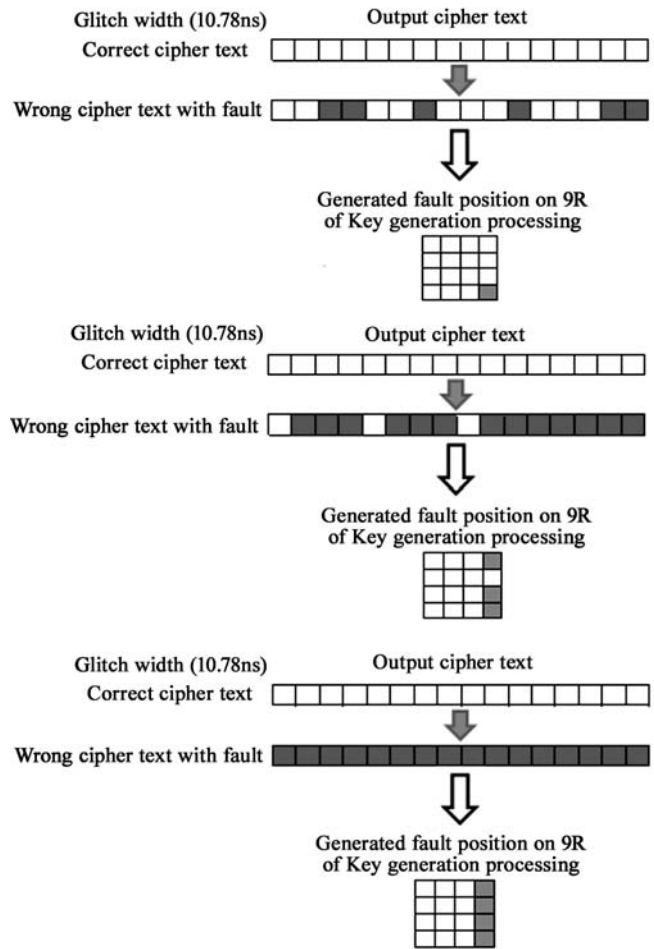 Glitch width (10.78ns) Output cipher text
Correct cipher text
Wrong cipher text with fault
Generated fault position on 9R
of Key generation processing
Glitch width (10.78ns) Output cipher text
Correct cipher text
Wrong cipher text with fault
Generated fault position on 9R
of Key generation processing
Glitch width (10.78ns) Output cipher text
Correct cipher text
Wrong cipher text with fault
Generated fault position on 9R
of Key generation processing